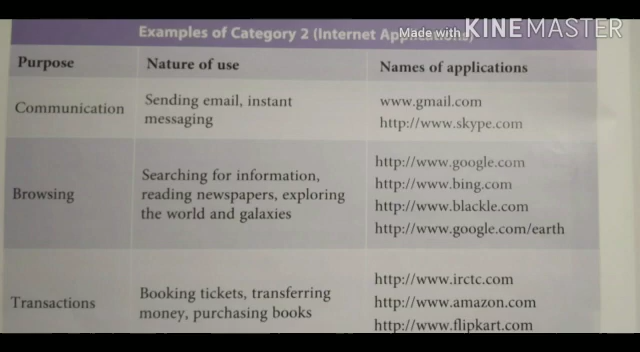 Examples of Category 2 (Internet Applications)
Made with KINEMASTER
Purpose
Nature of use
Names of applications
Communication
Sending email, instant
messaging
www.gmail.com
http://www.skype.com
Browsing
Searching for information,
reading newspapers, exploring
the world and galaxies
http://www.google.com
http://www.bing.com
http://www.blackle.com
http://www.google.com/earth
Transactions
Booking tickets, transferring
money, purchasing books
http://www.irctc.com
http://www.amazon.com
http://www.flipkart.com